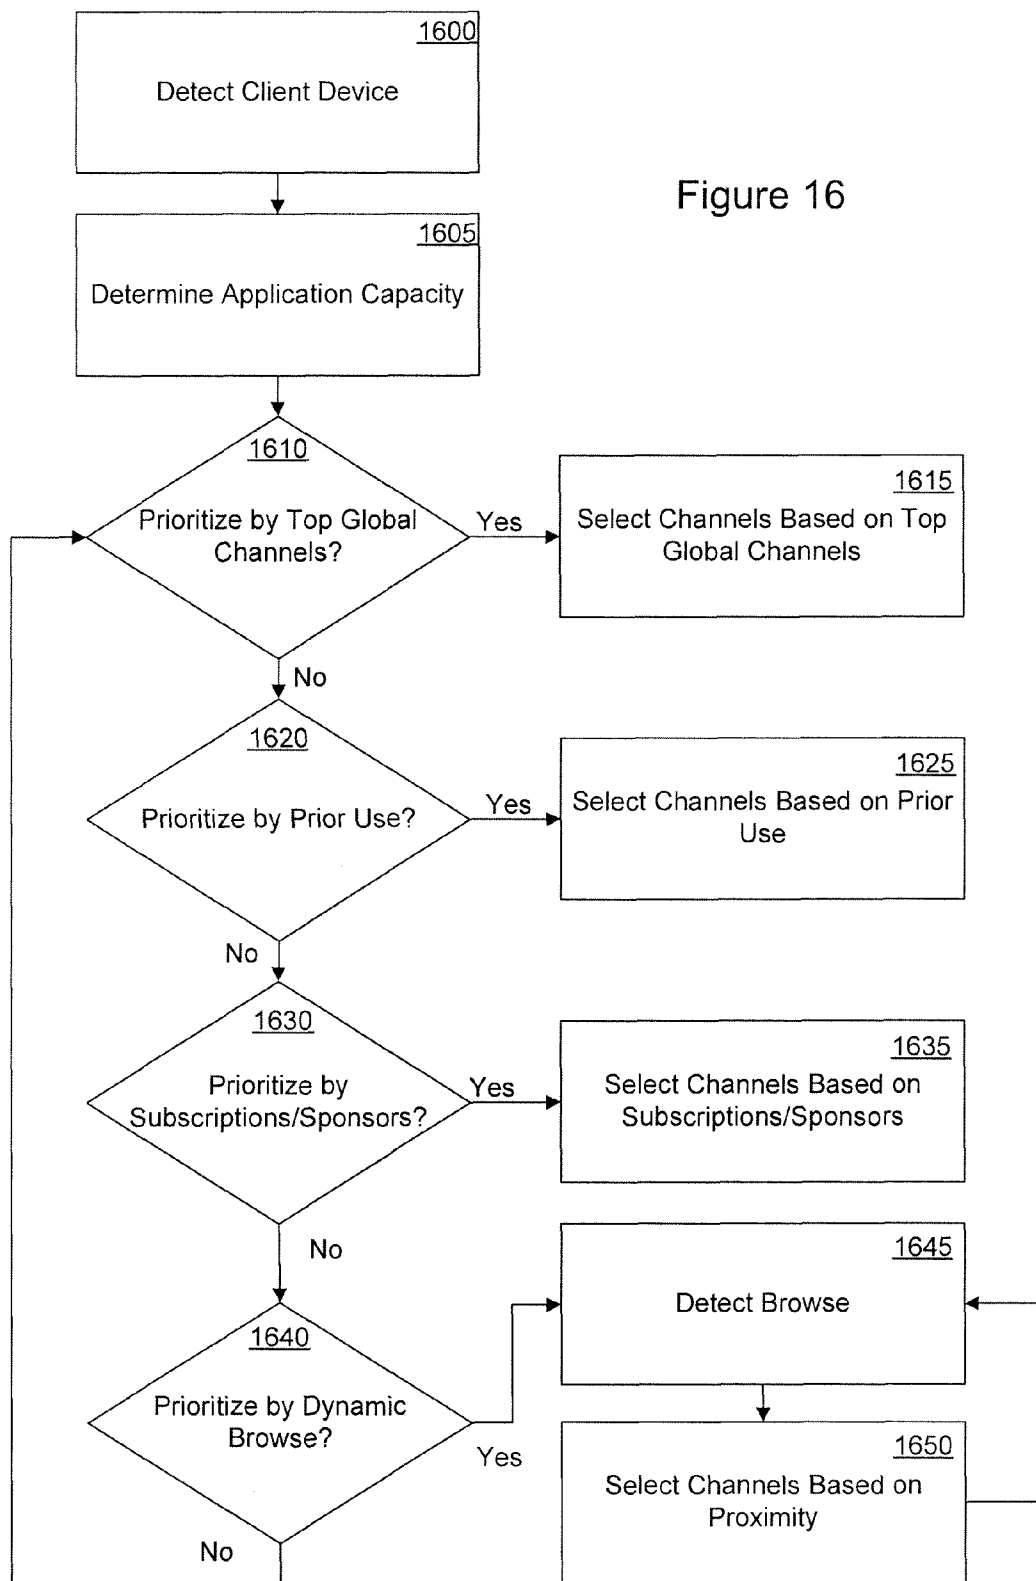 1600
Detect Client Device
Figure 16
1605
Determine Application Capacity
1610
Prioritize by Top Global
Channels?
Yes
1615
Select Channels Based on Top
Global Channels
No
1620
Prioritize by Prior Use?
Yes
1625
Select Channels Based on Prior
Use
No
1630
Prioritize by
Subscriptions/Sponsors?
Yes
1635
Select Channels Based on
Subscriptions/Sponsors
No
1640
Prioritize by Dynamic
Browse?
Yes
1645
Detect Browse
1650
Select Channels Based on
Proximity
No